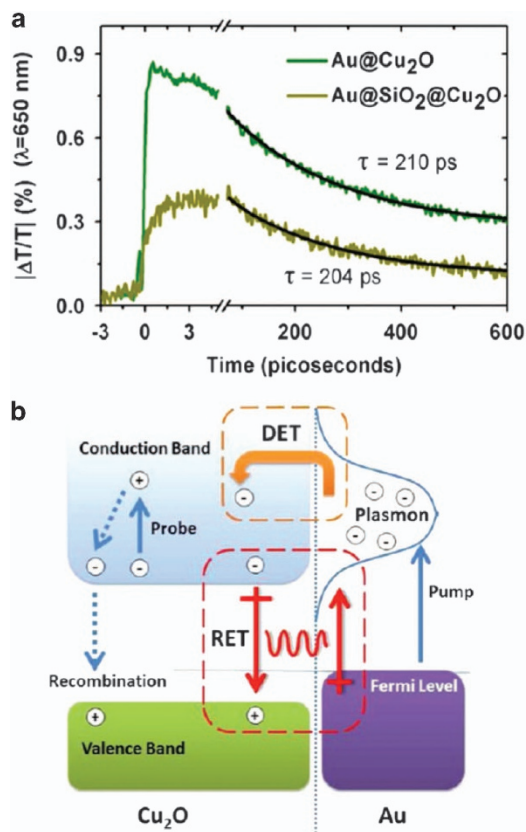 a
0.9
0.6
0.3
0.0
|ΔT/T| (%) (λ=650 nm)
Au@Cu₂O
Au@SiO₂@Cu₂O
τ = 210 ps
τ = 204 ps
-3 0 3 200 400 600
Time (picoseconds)
b
Conduction Band
DET
Plasmon
Probe
Pump
RET
Recombination
Fermi Level
Valence Band
Cu₂O Au